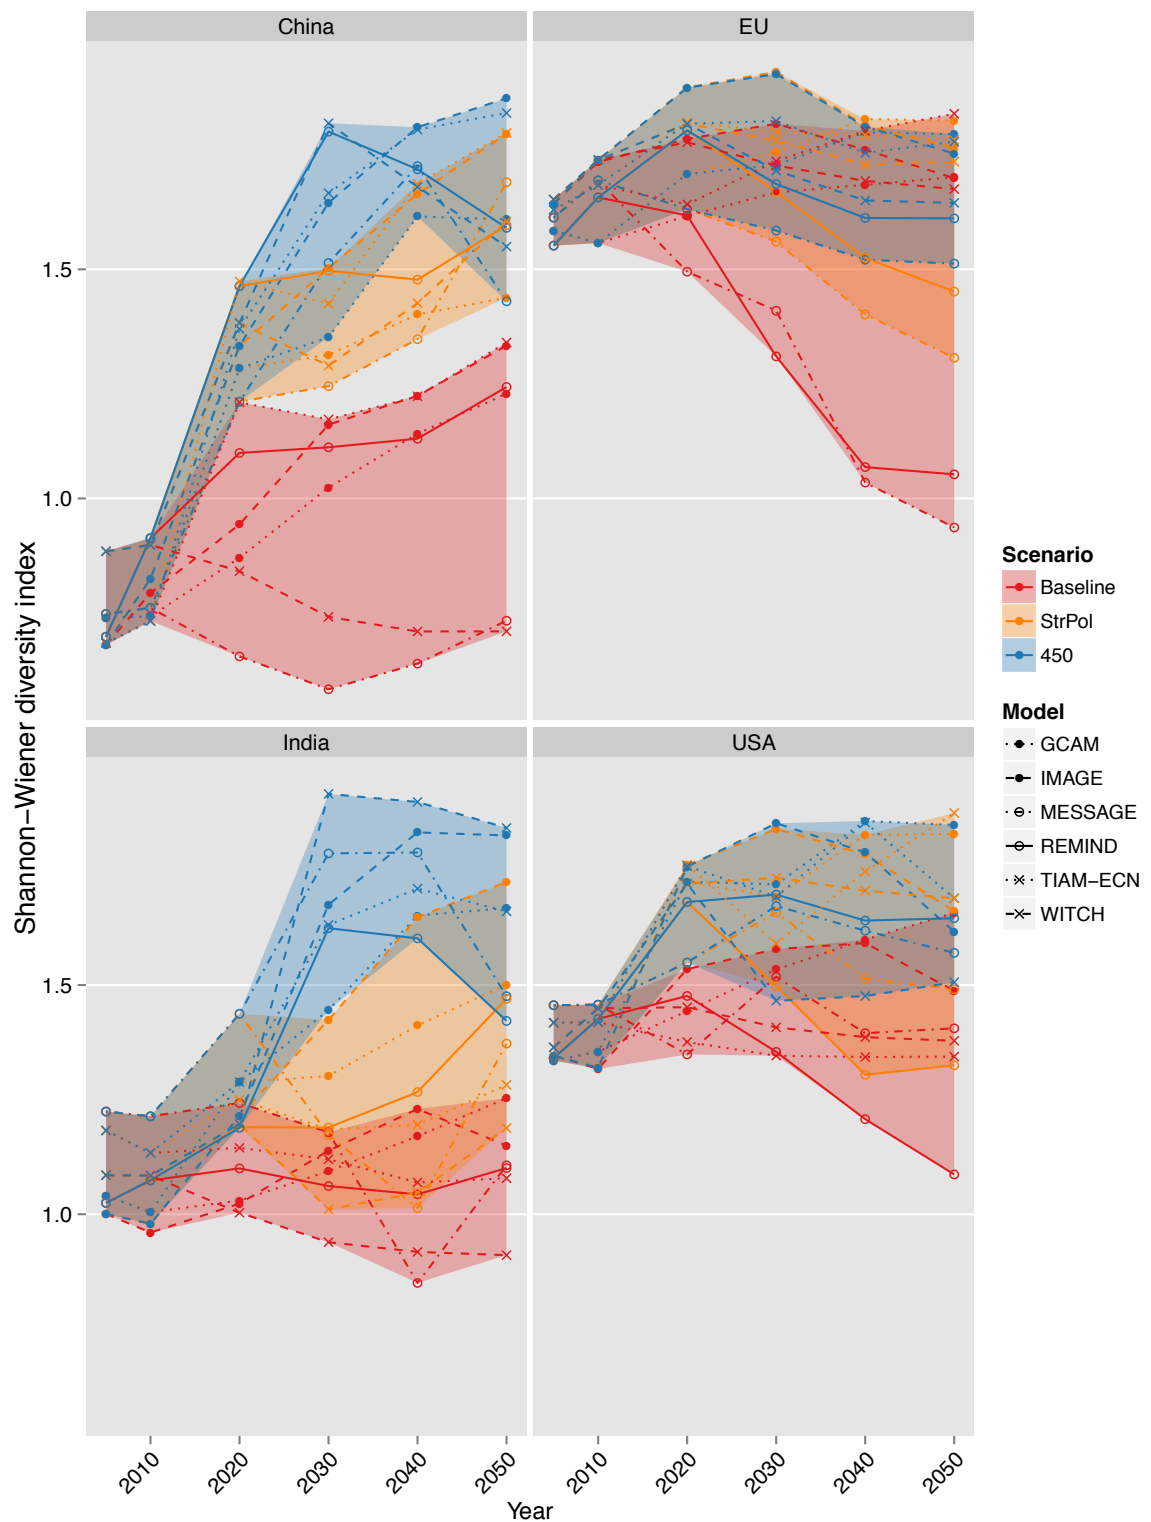 China
EU
1.5
1.0
Shannon−Wiener diversity index
Scenario
Baseline
StrPol
450
Model
GCAM
IMAGE
MESSAGE
REMIND
TIAM−ECN
WITCH
India
USA
1.5
1.0
2010 2020 2030 2040 2050 2010 2020 2030 2040 2050
Year